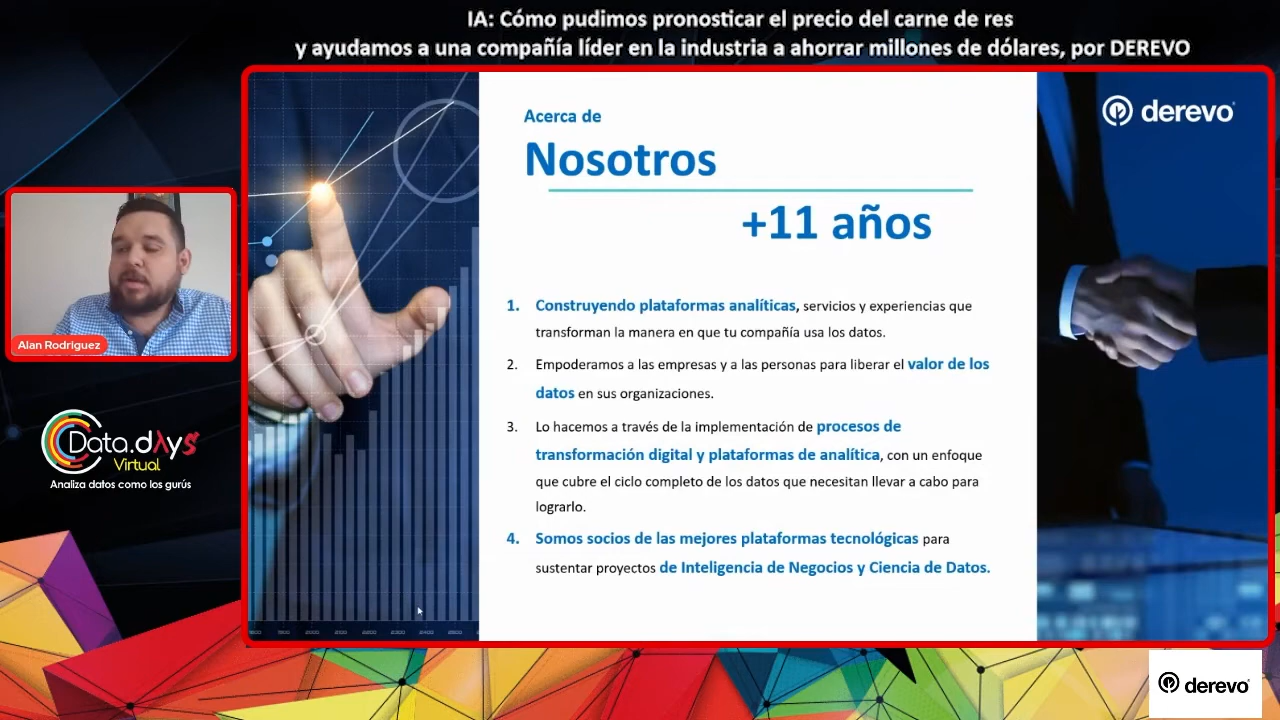 IA: Cómo pudimos pronosticar el precio del carne de res
y ayudamos a una compañía líder en la industria a ahorrar millones de dólares, por DEREVO
derevo
Acerca de
Nosotros
+11 años
1. Construyendo plataformas analíticas, servicios y experiencias que
transforman la manera en que tu compañía usa los datos.
2. Empoderamos a las empresas y a las personas para liberar el valor de los
datos en sus organizaciones.
3. Lo hacemos a través de la implementación de procesos de
transformación digital y plataformas de analítica, con un enfoque
que cubre el ciclo completo de los datos que necesitan llevar a cabo para
lograrlo.
4. Somos socios de las mejores plataformas tecnológicas para
sustentar proyectos de Inteligencia de Negocios y Ciencia de Datos.
Alan Rodriguez
Data.dAys
Virtual
Analiza datos como los gurús
derevo